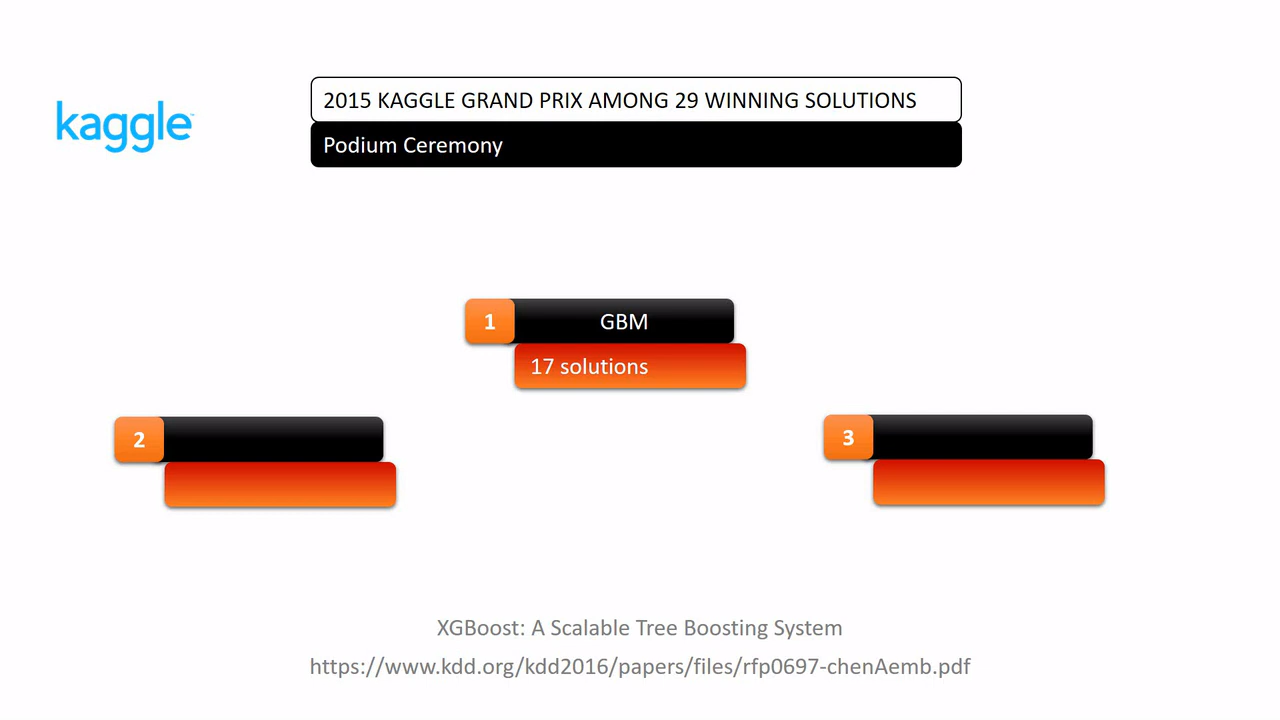 kaggle
2015 KAGGLE GRAND PRIX AMONG 29 WINNING SOLUTIONS
Podium Ceremony
1 GBM
17 solutions
2
3
XGBoost: A Scalable Tree Boosting System
https://www.kdd.org/kdd2016/papers/files/rfp0697-chenAemb.pdf